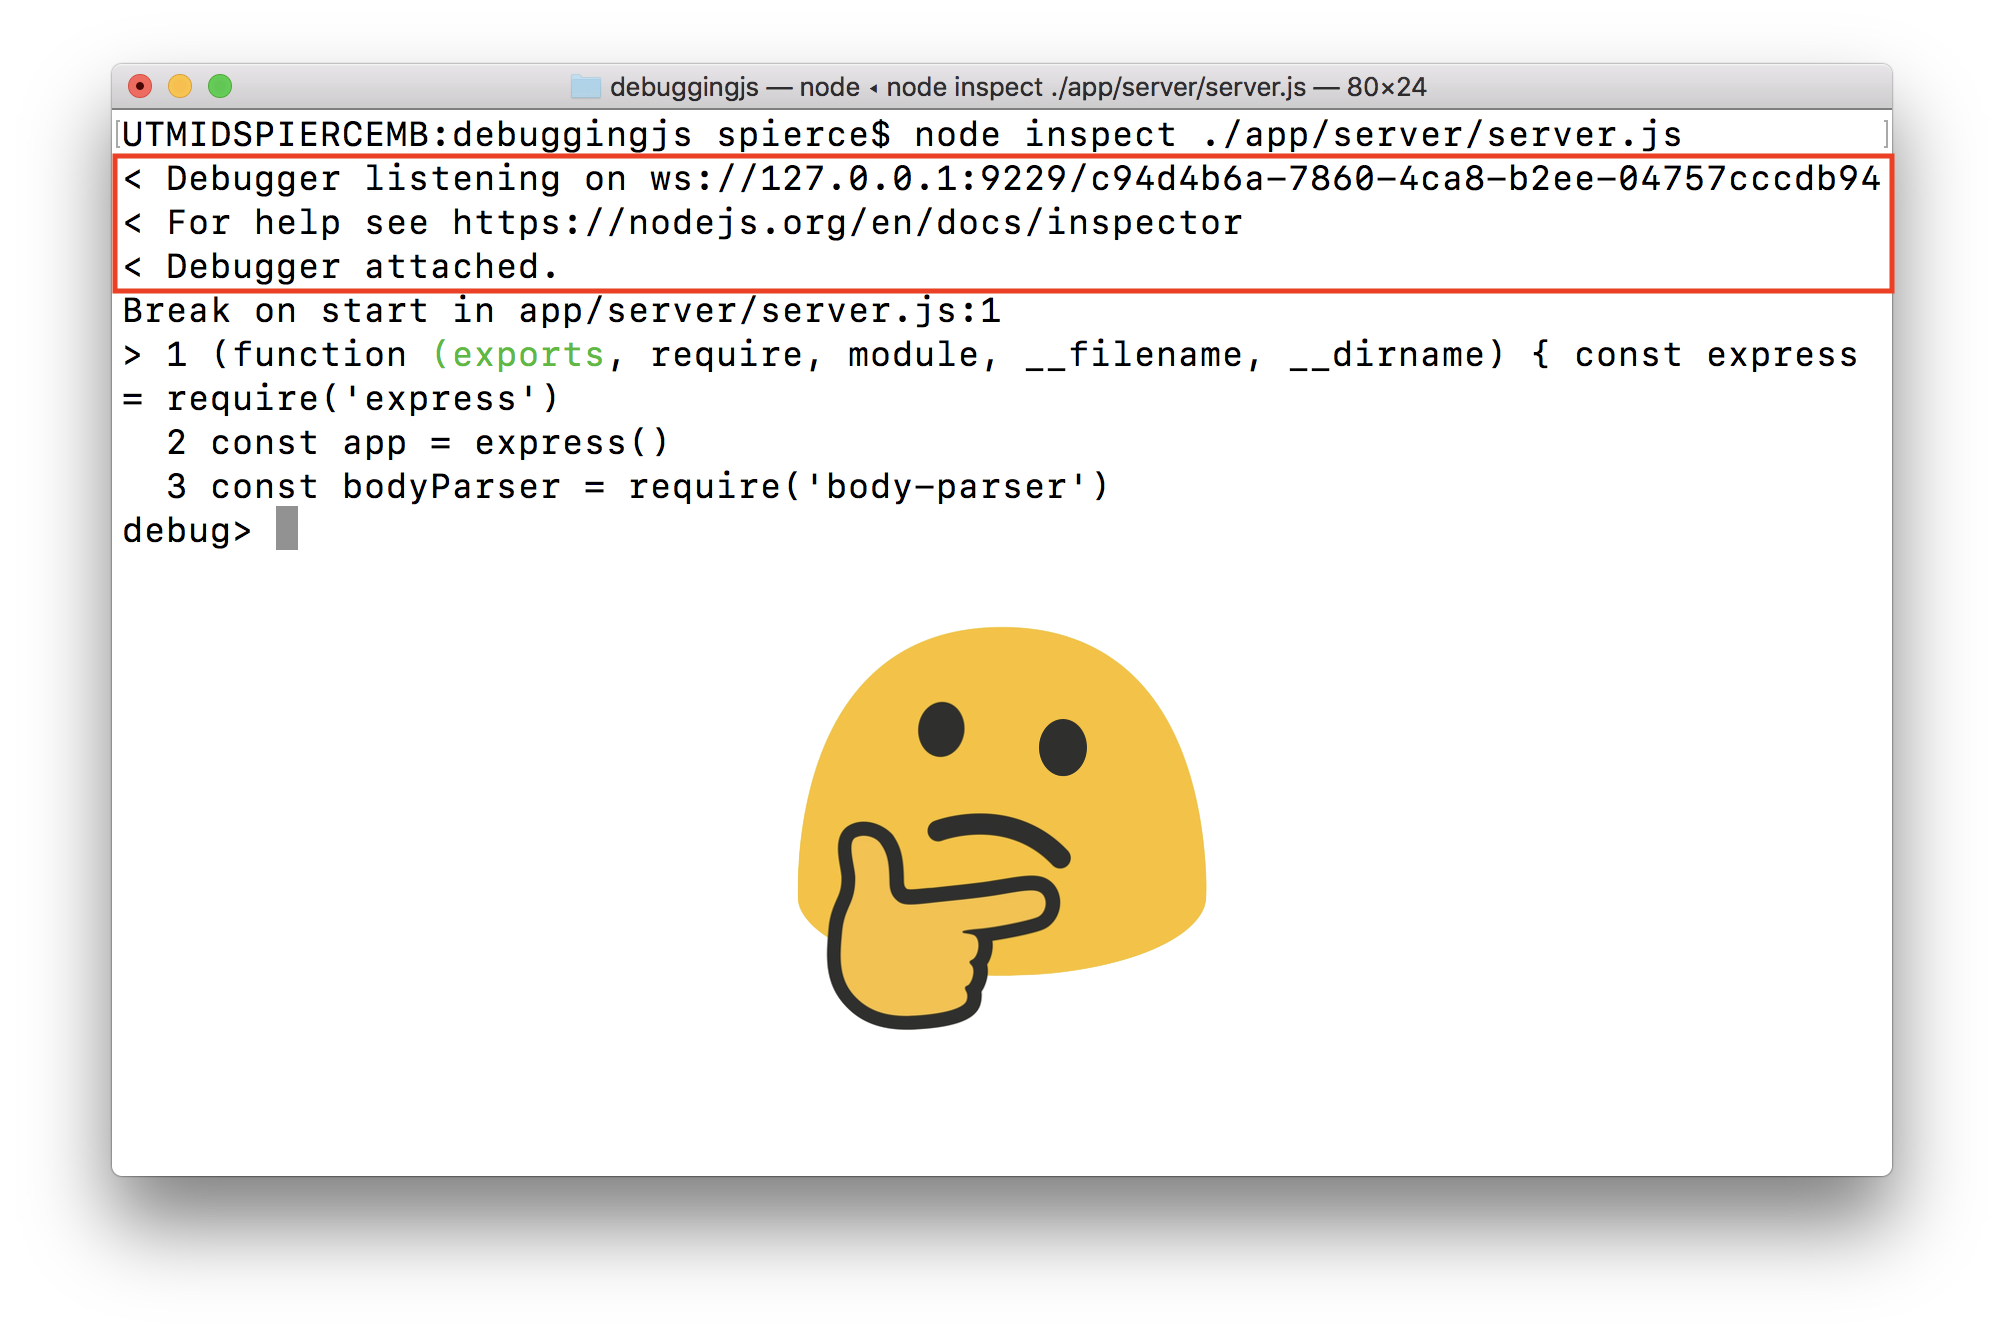 debuggingjs — node ◂ node inspect ./app/server/server.js — 80×24
UTMIDSPIERCEMB:debuggingjs spierce$ node inspect ./app/server/server.js
< Debugger listening on ws://127.0.0.1:9229/c94d4b6a-7860-4ca8-b2ee-04757cccdb94
< For help see https://nodejs.org/en/docs/inspector
< Debugger attached.
Break on start in app/server/server.js:1
> 1 (function (exports, require, module, __filename, __dirname) { const express
= require('express')
  2 const app = express()
  3 const bodyParser = require('body-parser')
debug>